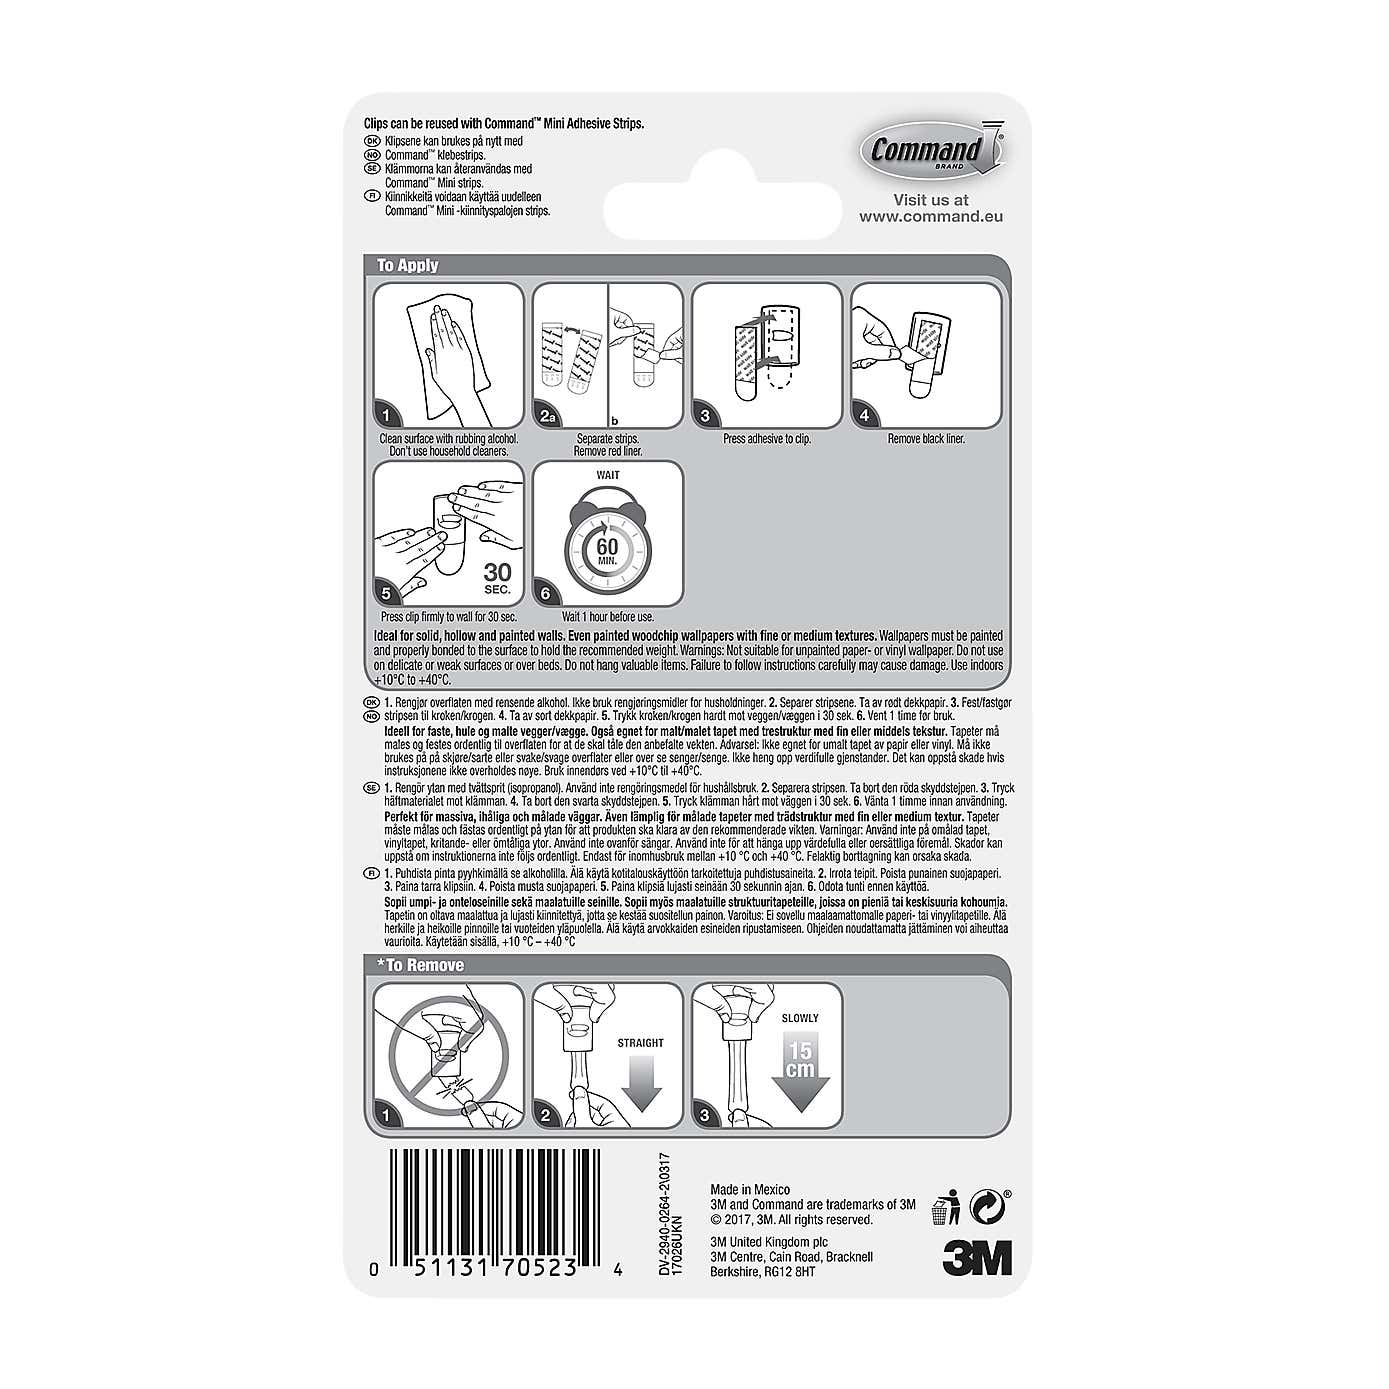 Clips can be reused with Command™ Mini Adhesive Strips.
DK Klipsene kan brukes på nytt med
NO Command™ klebestrips.
SE Klämmorna kan återanvändas med
Command™ Mini strips.
FI Kiinnikkeitä voidaan käyttää uudelleen
Command™ Mini -kiinnityspalojen strips.
Command®
BRAND
Visit us at
www.command.eu
To Apply
1
2a
b
3
4
Clean surface with rubbing alcohol.
Don't use household cleaners.
Separate strips.
Remove red liner.
Press adhesive to clip.
Remove black liner.
5
30
SEC.
WAIT
60
MIN.
6
Press clip firmly to wall for 30 sec.
Wait 1 hour before use.
Ideal for solid, hollow and painted walls. Even painted woodchip wallpapers with fine or medium textures. Wallpapers must be painted
and properly bonded to the surface to hold the recommended weight. Warnings: Not suitable for unpainted paper- or vinyl wallpaper. Do not use
on delicate or weak surfaces or over beds. Do not hang valuable items. Failure to follow instructions carefully may cause damage. Use indoors
+10°C to +40°C.
DK 1. Rengjør overflaten med rensende alkohol. Ikke bruk rengjøringsmidler for husholdninger. 2. Separer stripsene. Ta av rødt dekkpapir. 3. Fest/fastgør
NO stripsen til kroken/krogen. 4. Ta av sort dekkpapir. 5. Trykk kroken/krogen hardt mot veggen/væggen i 30 sek. 6. Vent 1 time før bruk.
Ideell for faste, hule og malte vegger/vægge. Også egnet for malt/malet tapet med trestruktur med fin eller middels tekstur. Tapeter må
males og festes ordentlig til overflaten for at de skal tåle den anbefalte vekten. Advarsel: Ikke egnet for umalt tapet av papir eller vinyl. Må ikke
brukes på på skjøre/sarte eller svake/svage overflater eller over se senger/senge. Ikke heng opp verdifulle gjenstander. Det kan oppstå skade hvis
instruksjonene ikke overholdes nøye. Bruk innendørs ved +10°C til +40°C.
SE 1. Rengör ytan med tvättsprit (isopropanol). Använd inte rengöringsmedel för hushållsbruk. 2. Separera stripsen. Ta bort den röda skyddstejpen. 3. Tryck
häftmaterialet mot klämman. 4. Ta bort den svarta skyddstejpen. 5. Tryck klämman hårt mot väggen i 30 sek. 6. Vänta 1 timme innan användning.
Perfekt för massiva, ihåliga och målade väggar. Även lämplig för målade tapeter med trädstruktur med fin eller medium textur. Tapeter
måste målas och fästas ordentligt på ytan för att produkten ska klara av den rekommenderade vikten. Varningar: Använd inte på omålad tapet,
vinyltapet, kritande- eller ömtåliga ytor. Använd inte ovanför sängar. Använd inte för att hänga upp värdefulla eller oersättliga föremål. Skador kan
uppstå om instruktionerna inte följs ordentligt. Endast för inomhusbruk mellan +10 °C och +40 °C. Felaktig borttagning kan orsaka skada.
FI 1. Puhdista pinta pyyhkimällä se alkoholilla. Älä käytä kotitalouskäyttöön tarkoitettuja puhdistusaineita. 2. Irrota teipit. Poista punainen suojapaperi.
3. Paina tarra klipsiin. 4. Poista musta suojapaperi. 5. Paina klipsiä lujasti seinään 30 sekunnin ajan. 6. Odota tunti ennen käyttöä.
Sopii umpi- ja onteloseinille sekä maalatuille seinille. Sopii myös maalatuille struktuuritapeteille, joissa on pieniä tai keskisuuria kohoumia.
Tapetin on oltava maalattua ja lujasti kiinnitettyä, jotta se kestää suositellun painon. Varoitus: Ei sovellu maalaamattomalle paperi- tai vinyylitapetille. Älä
herkille ja heikoille pinnoille tai vuoteiden yläpuolella. Älä käytä arvokkaiden esineiden ripustamiseen. Ohjeiden noudattamatta jättäminen voi aiheuttaa
vaurioita. Käytetään sisällä, +10 °C – +40 °C
*To Remove
1
STRAIGHT
2
SLOWLY
15
cm
3
0 51131 70523 4
DV-2940-0264-2\0317
17026UKN
Made in Mexico
3M and Command are trademarks of 3M
© 2017, 3M. All rights reserved.
3M United Kingdom plc
3M Centre, Cain Road, Bracknell
Berkshire, RG12 8HT
®
3M